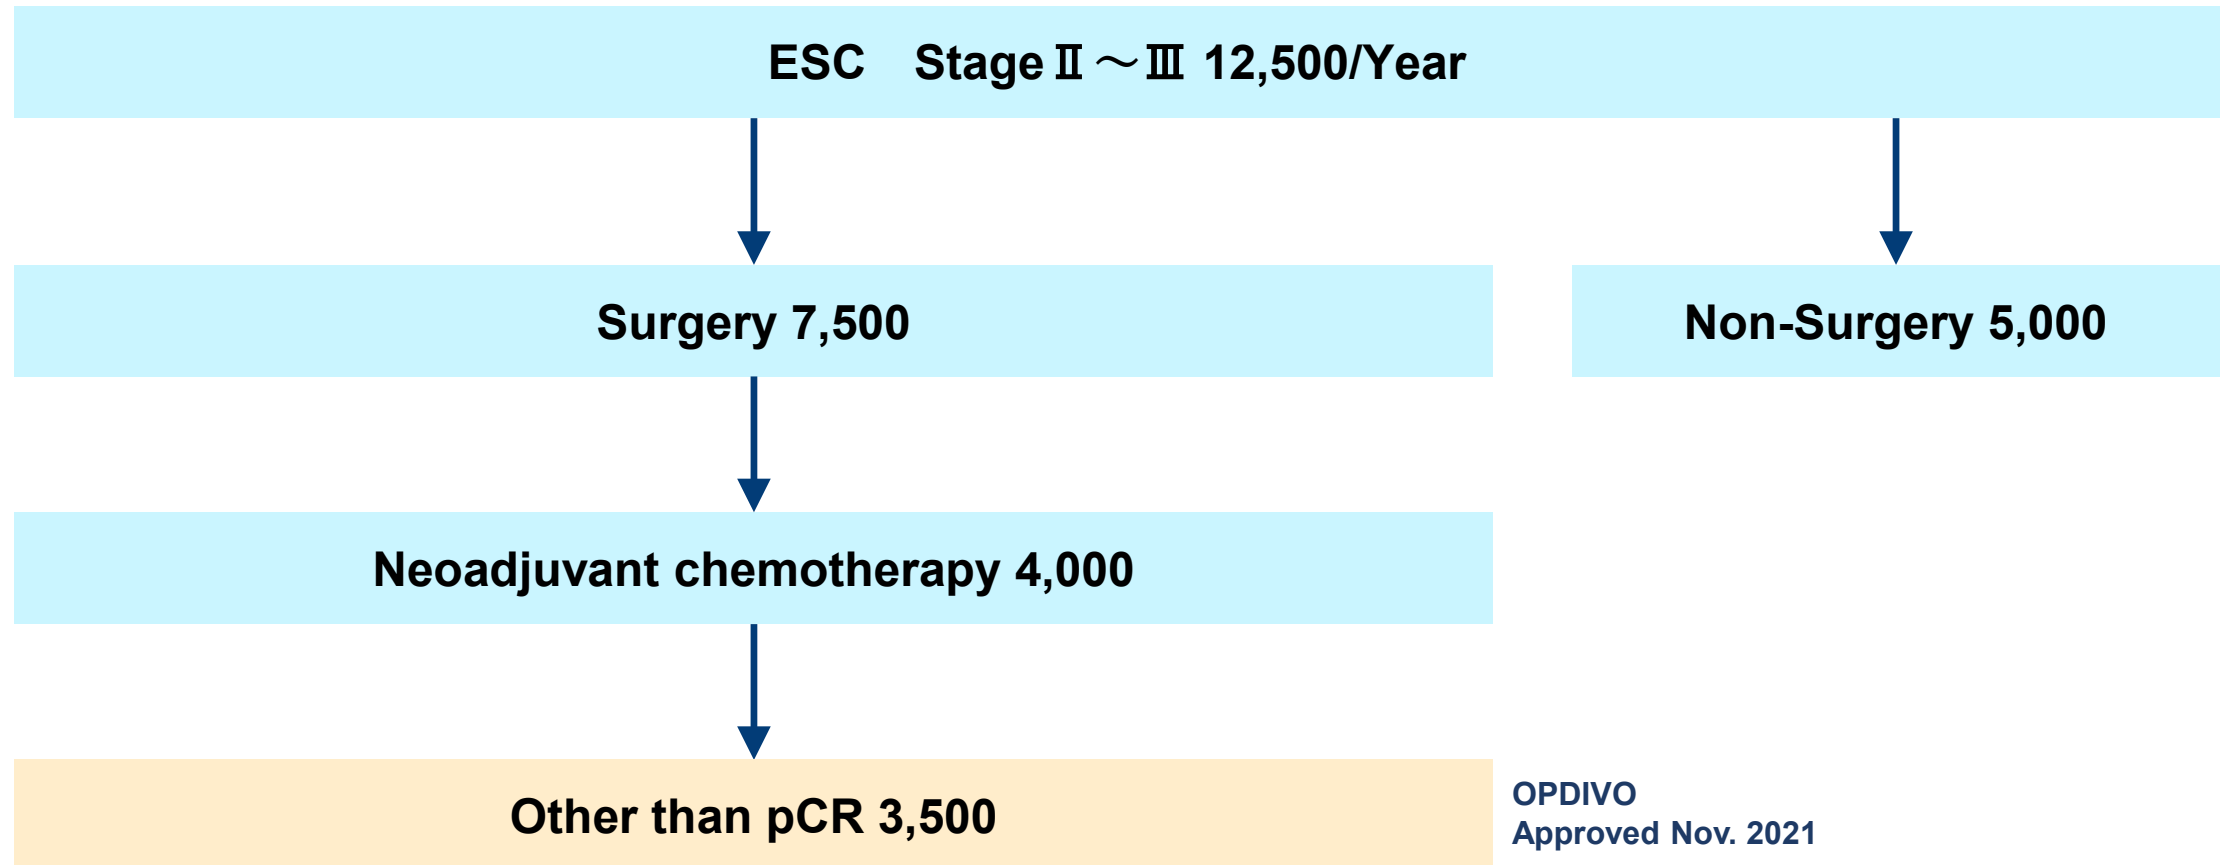 ESC　Stage Ⅱ～Ⅲ 12,500/Year
Surgery 7,500
Non-Surgery 5,000
Neoadjuvant chemotherapy 4,000
Other than pCR 3,500
OPDIVO
Approved Nov. 2021